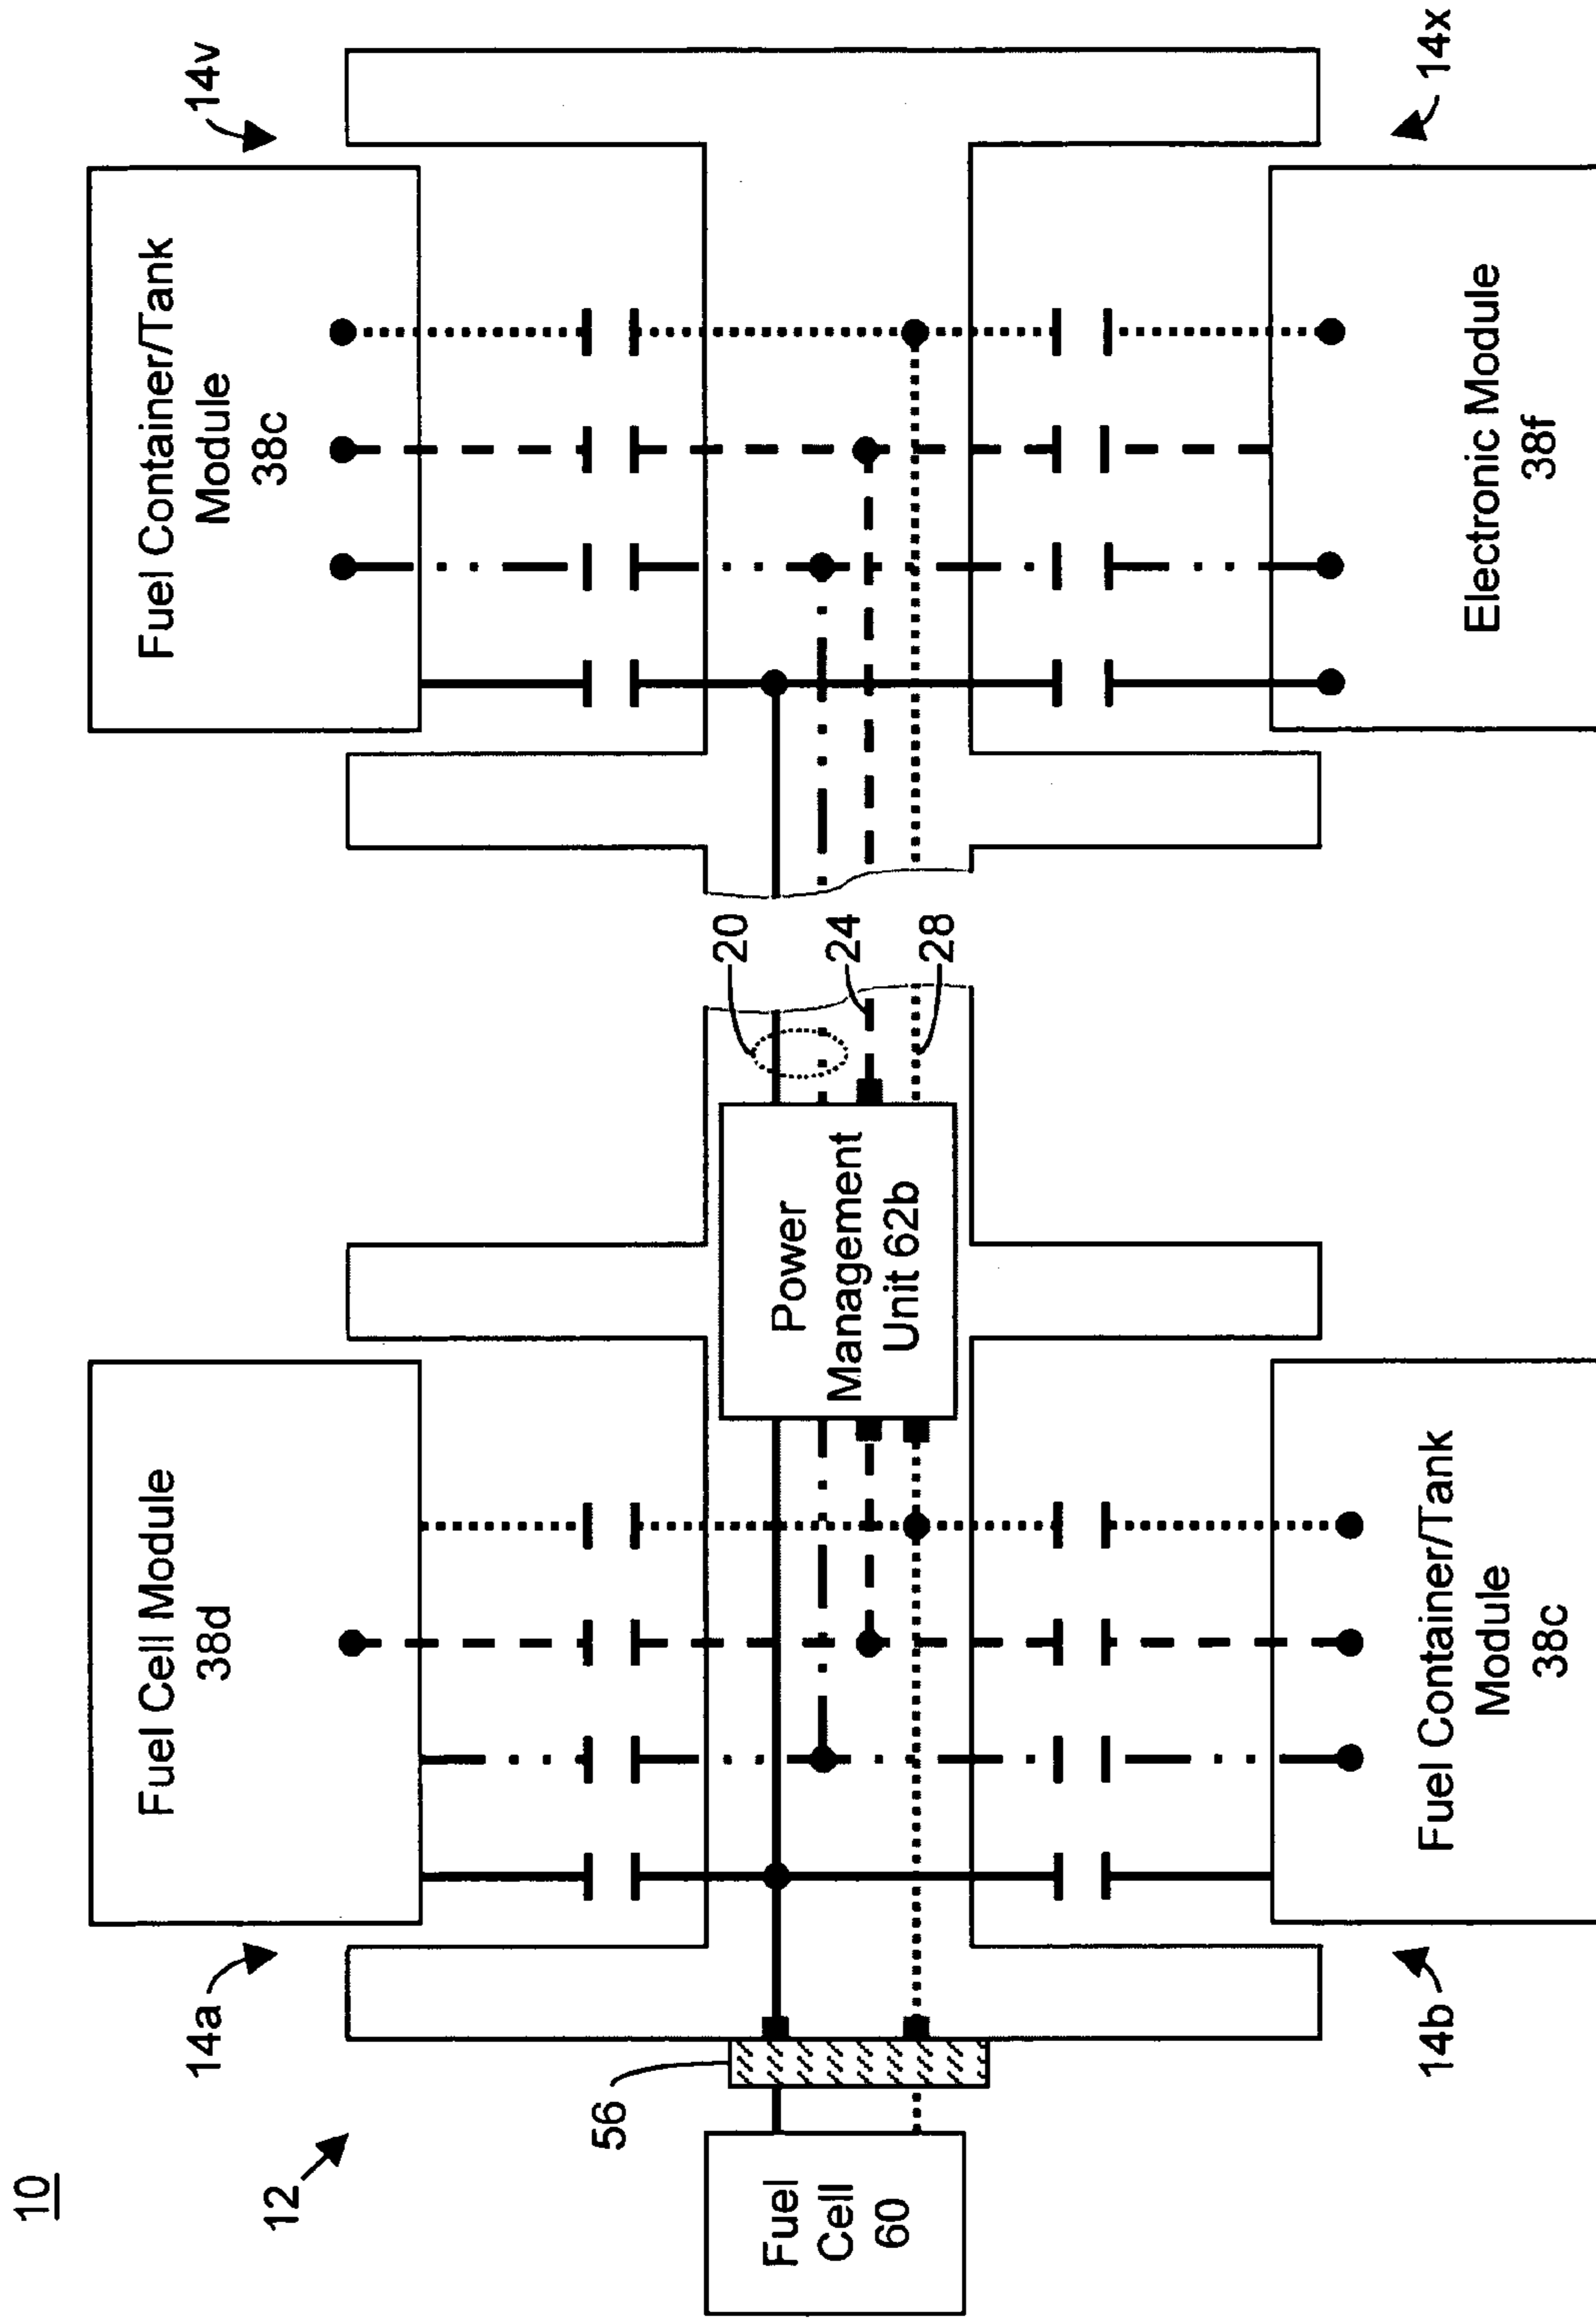 10
12
14a
Fuel Cell Module
38d
14v
Fuel Container/Tank
Module
38c
56
20
24
28
Fuel
Cell
60
Power
Management
Unit 62b
14b
Fuel Container/Tank
Module
38c
14x
Electronic Module
38f